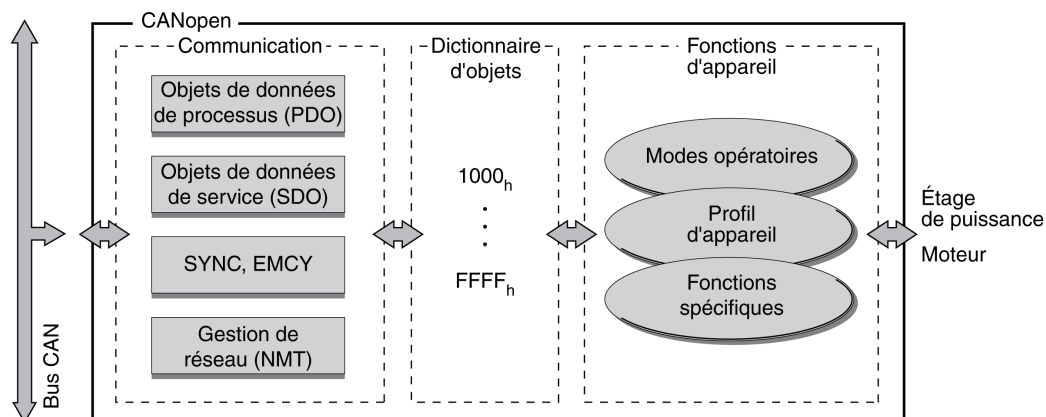 CANopen
Communication
Objets de données
de processus (PDO)
Objets de données
de service (SDO)
SYNC, EMCY
Gestion de
réseau (NMT)
Dictionnaire
d'objets
1000h
.
.
.
FFFFh
Fonctions
d'appareil
Modes opératoires
Profil
d'appareil
Fonctions
spécifiques
Étage
de puissance
Moteur
Bus CAN